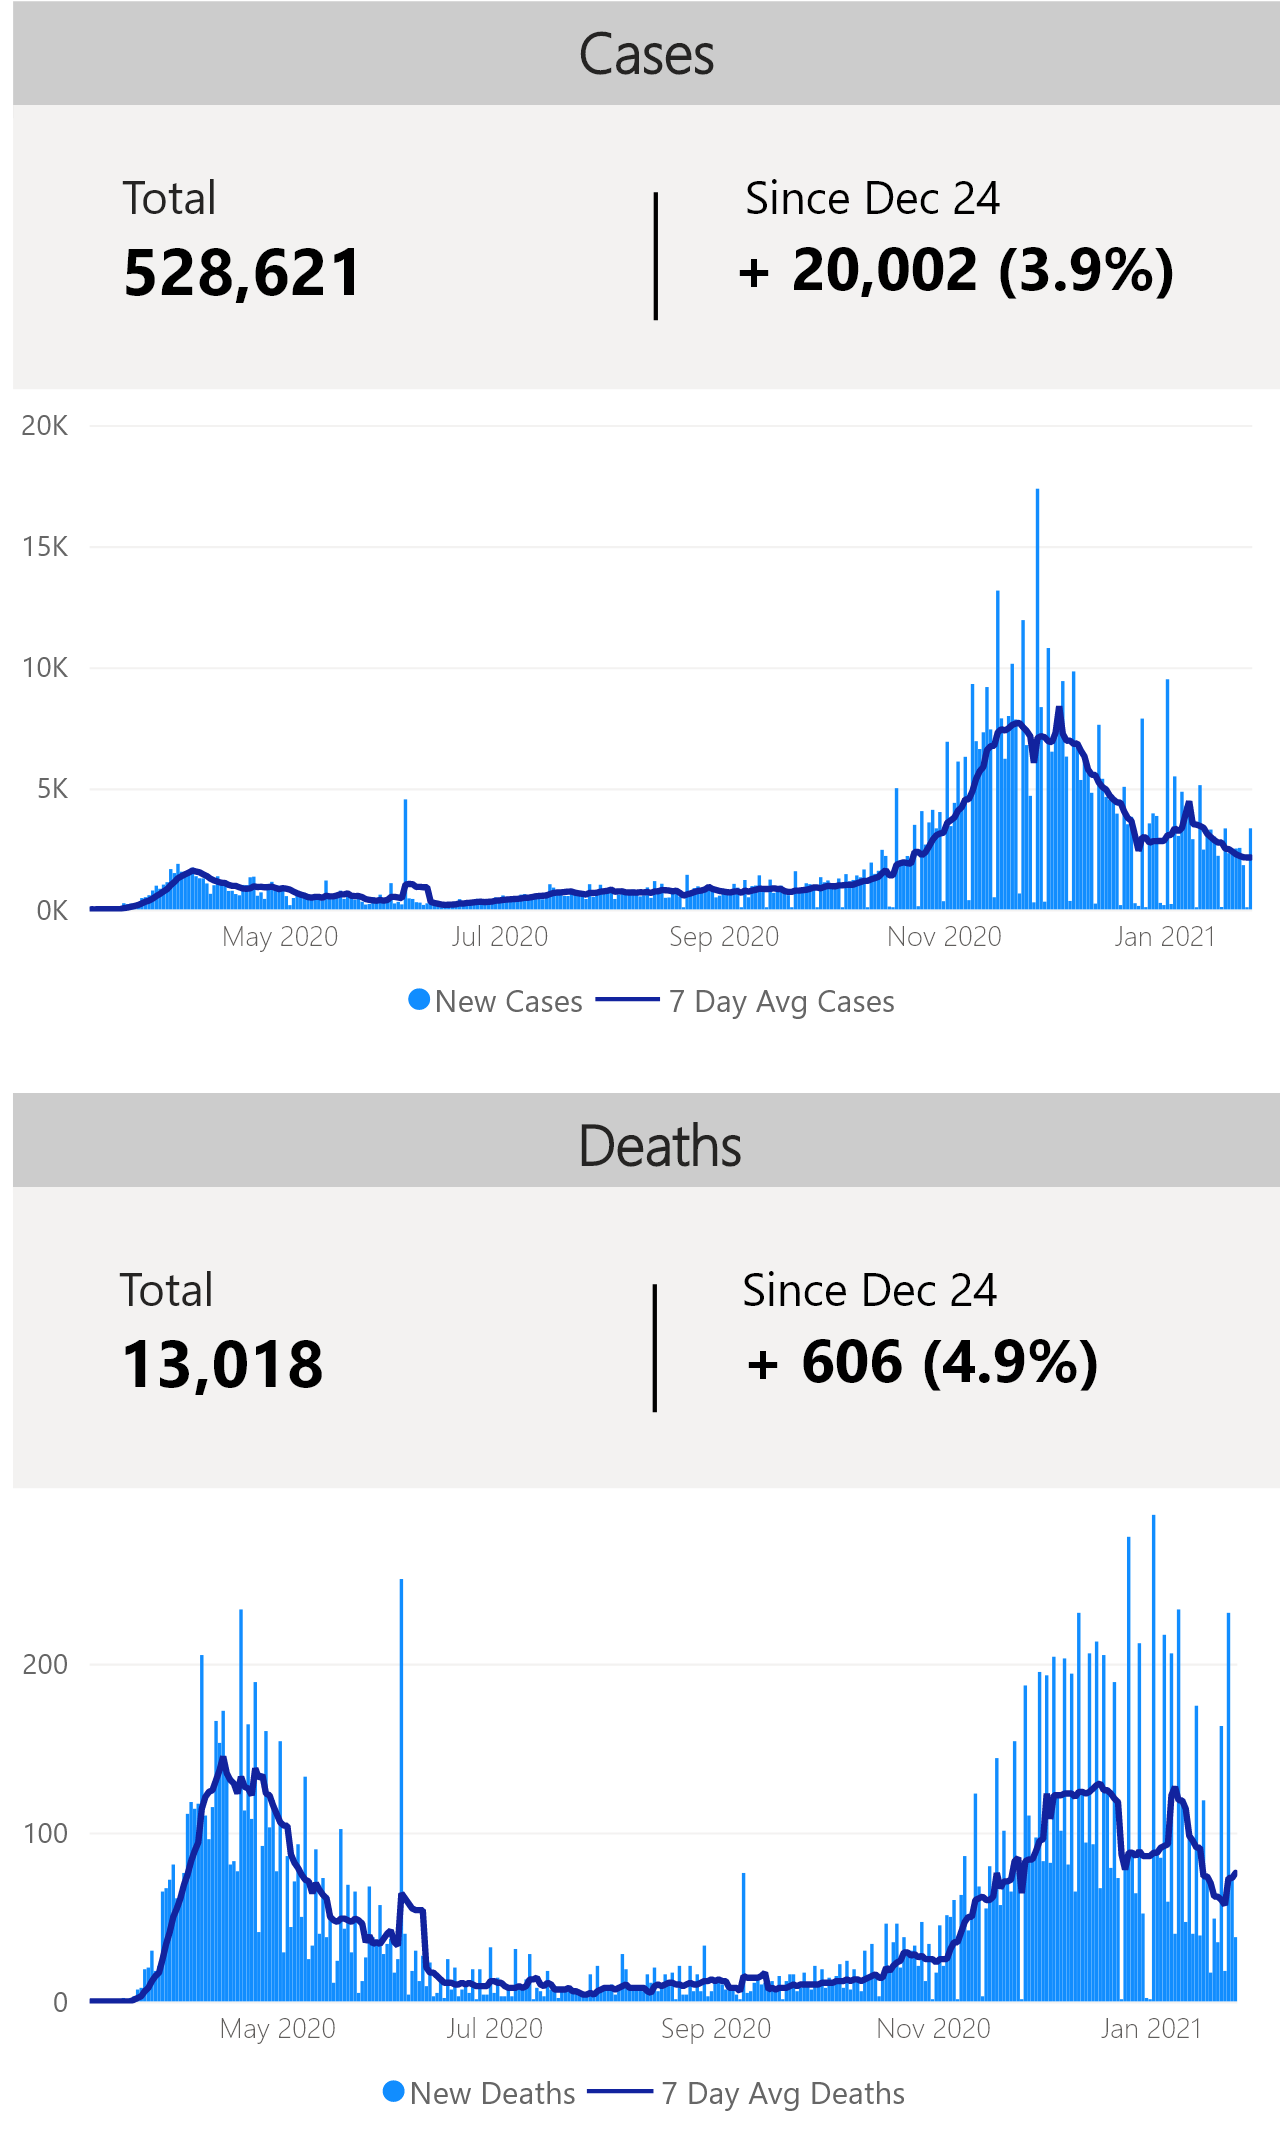 Cases
Total
Since Dec 24
528,621
+ 20,002 (3.9%)
20K
15K
10K
5K
0K
May 2020
Jul 2020
Sep 2020
Nov 2020
Jan 2021
New Cases
7 Day Avg Cases
Deaths
Total
Since Dec 24
13,018
+ 606 (4.9%)
200
100
0
May 2020
Jul 2020
Sep 2020
Nov 2020
Jan 2021
New Deaths
7 Day Avg Deaths